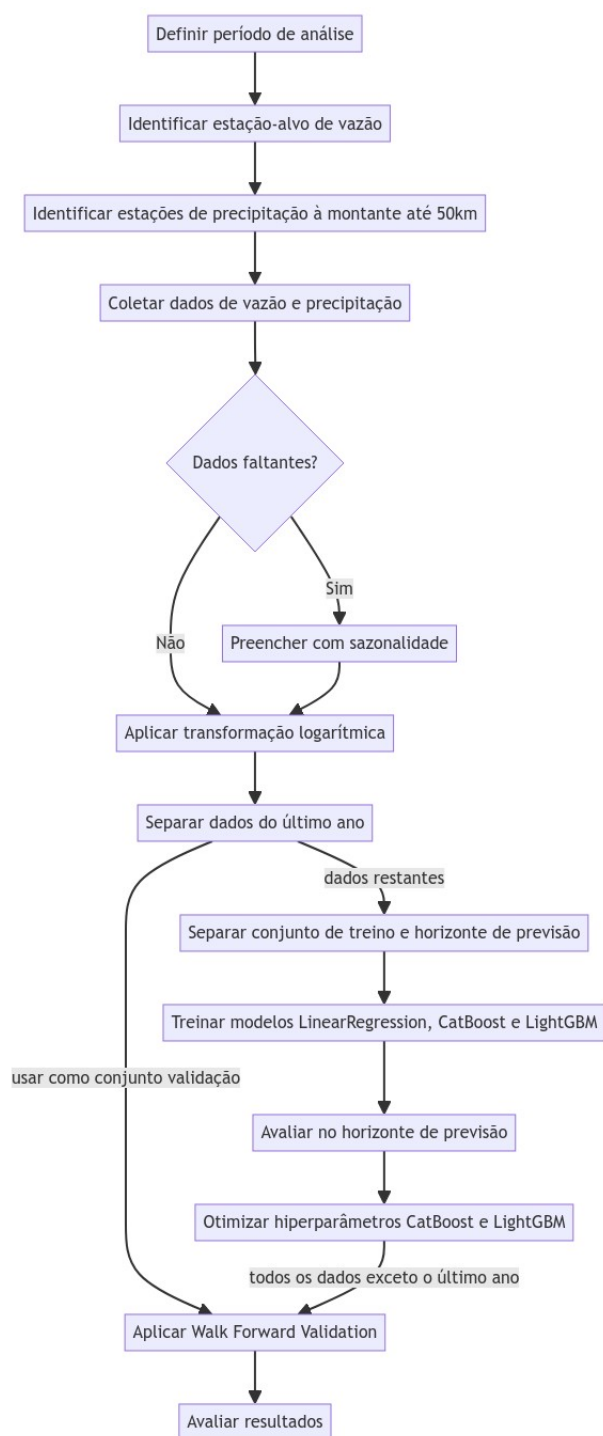 Definir período de análise
Identificar estação-alvo de vazão
Identificar estações de precipitação à montante até 50km
Coletar dados de vazão e precipitação
Dados faltantes?
Sim
Não
Preencher com sazonalidade
Aplicar transformação logarítmica
Separar dados do último ano
dados restantes
Separar conjunto de treino e horizonte de previsão
Treinar modelos LinearRegression, CatBoost e LightGBM
usar como conjunto validação
Avaliar no horizonte de previsão
Otimizar hiperparâmetros CatBoost e LightGBM
todos os dados exceto o último ano
Aplicar Walk Forward Validation
Avaliar resultados